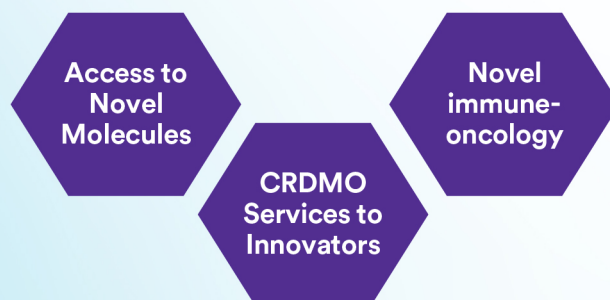 Access to
Novel
Molecules
CRDMO
Services to
Innovators
Novel
immune-
oncology